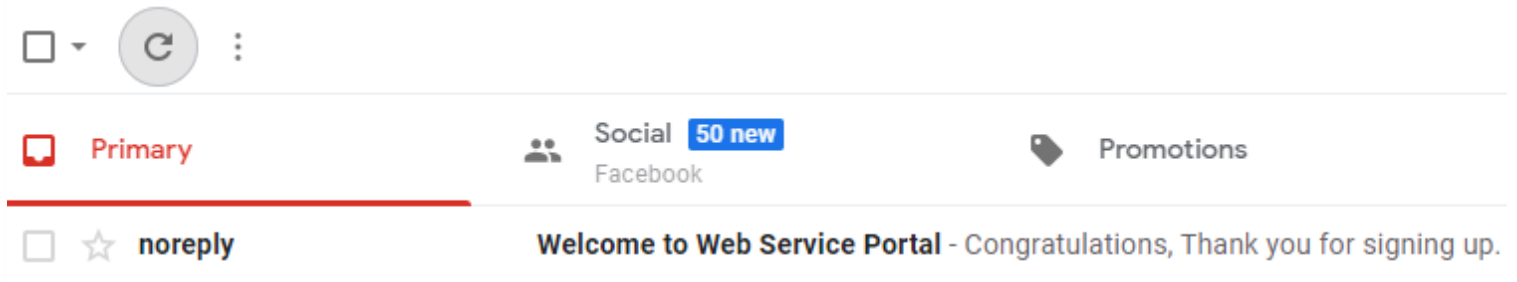 Primary
Social 50 new
Facebook
Promotions
noreply Welcome to Web Service Portal - Congratulations, Thank you for signing up.